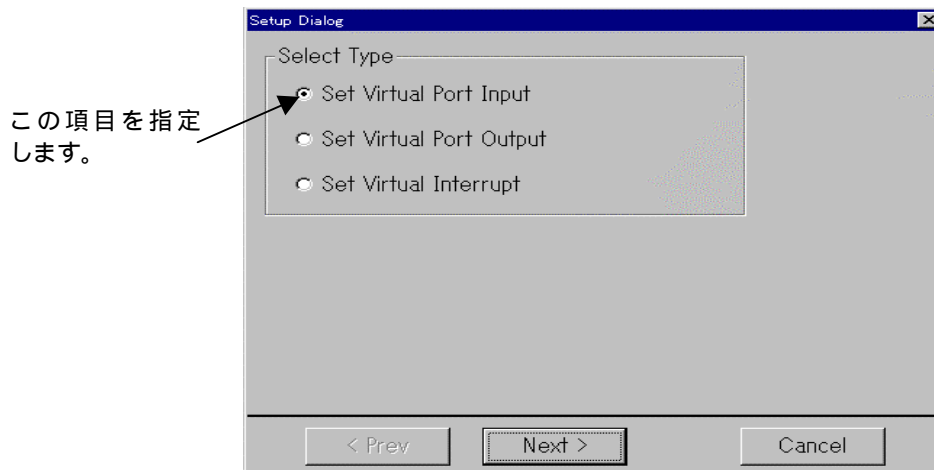 Setup Dialog
Select Type
Set Virtual Port Input
この項目を指定
します。
Set Virtual Port Output
Set Virtual Interrupt
< Prev
Next >
Cancel